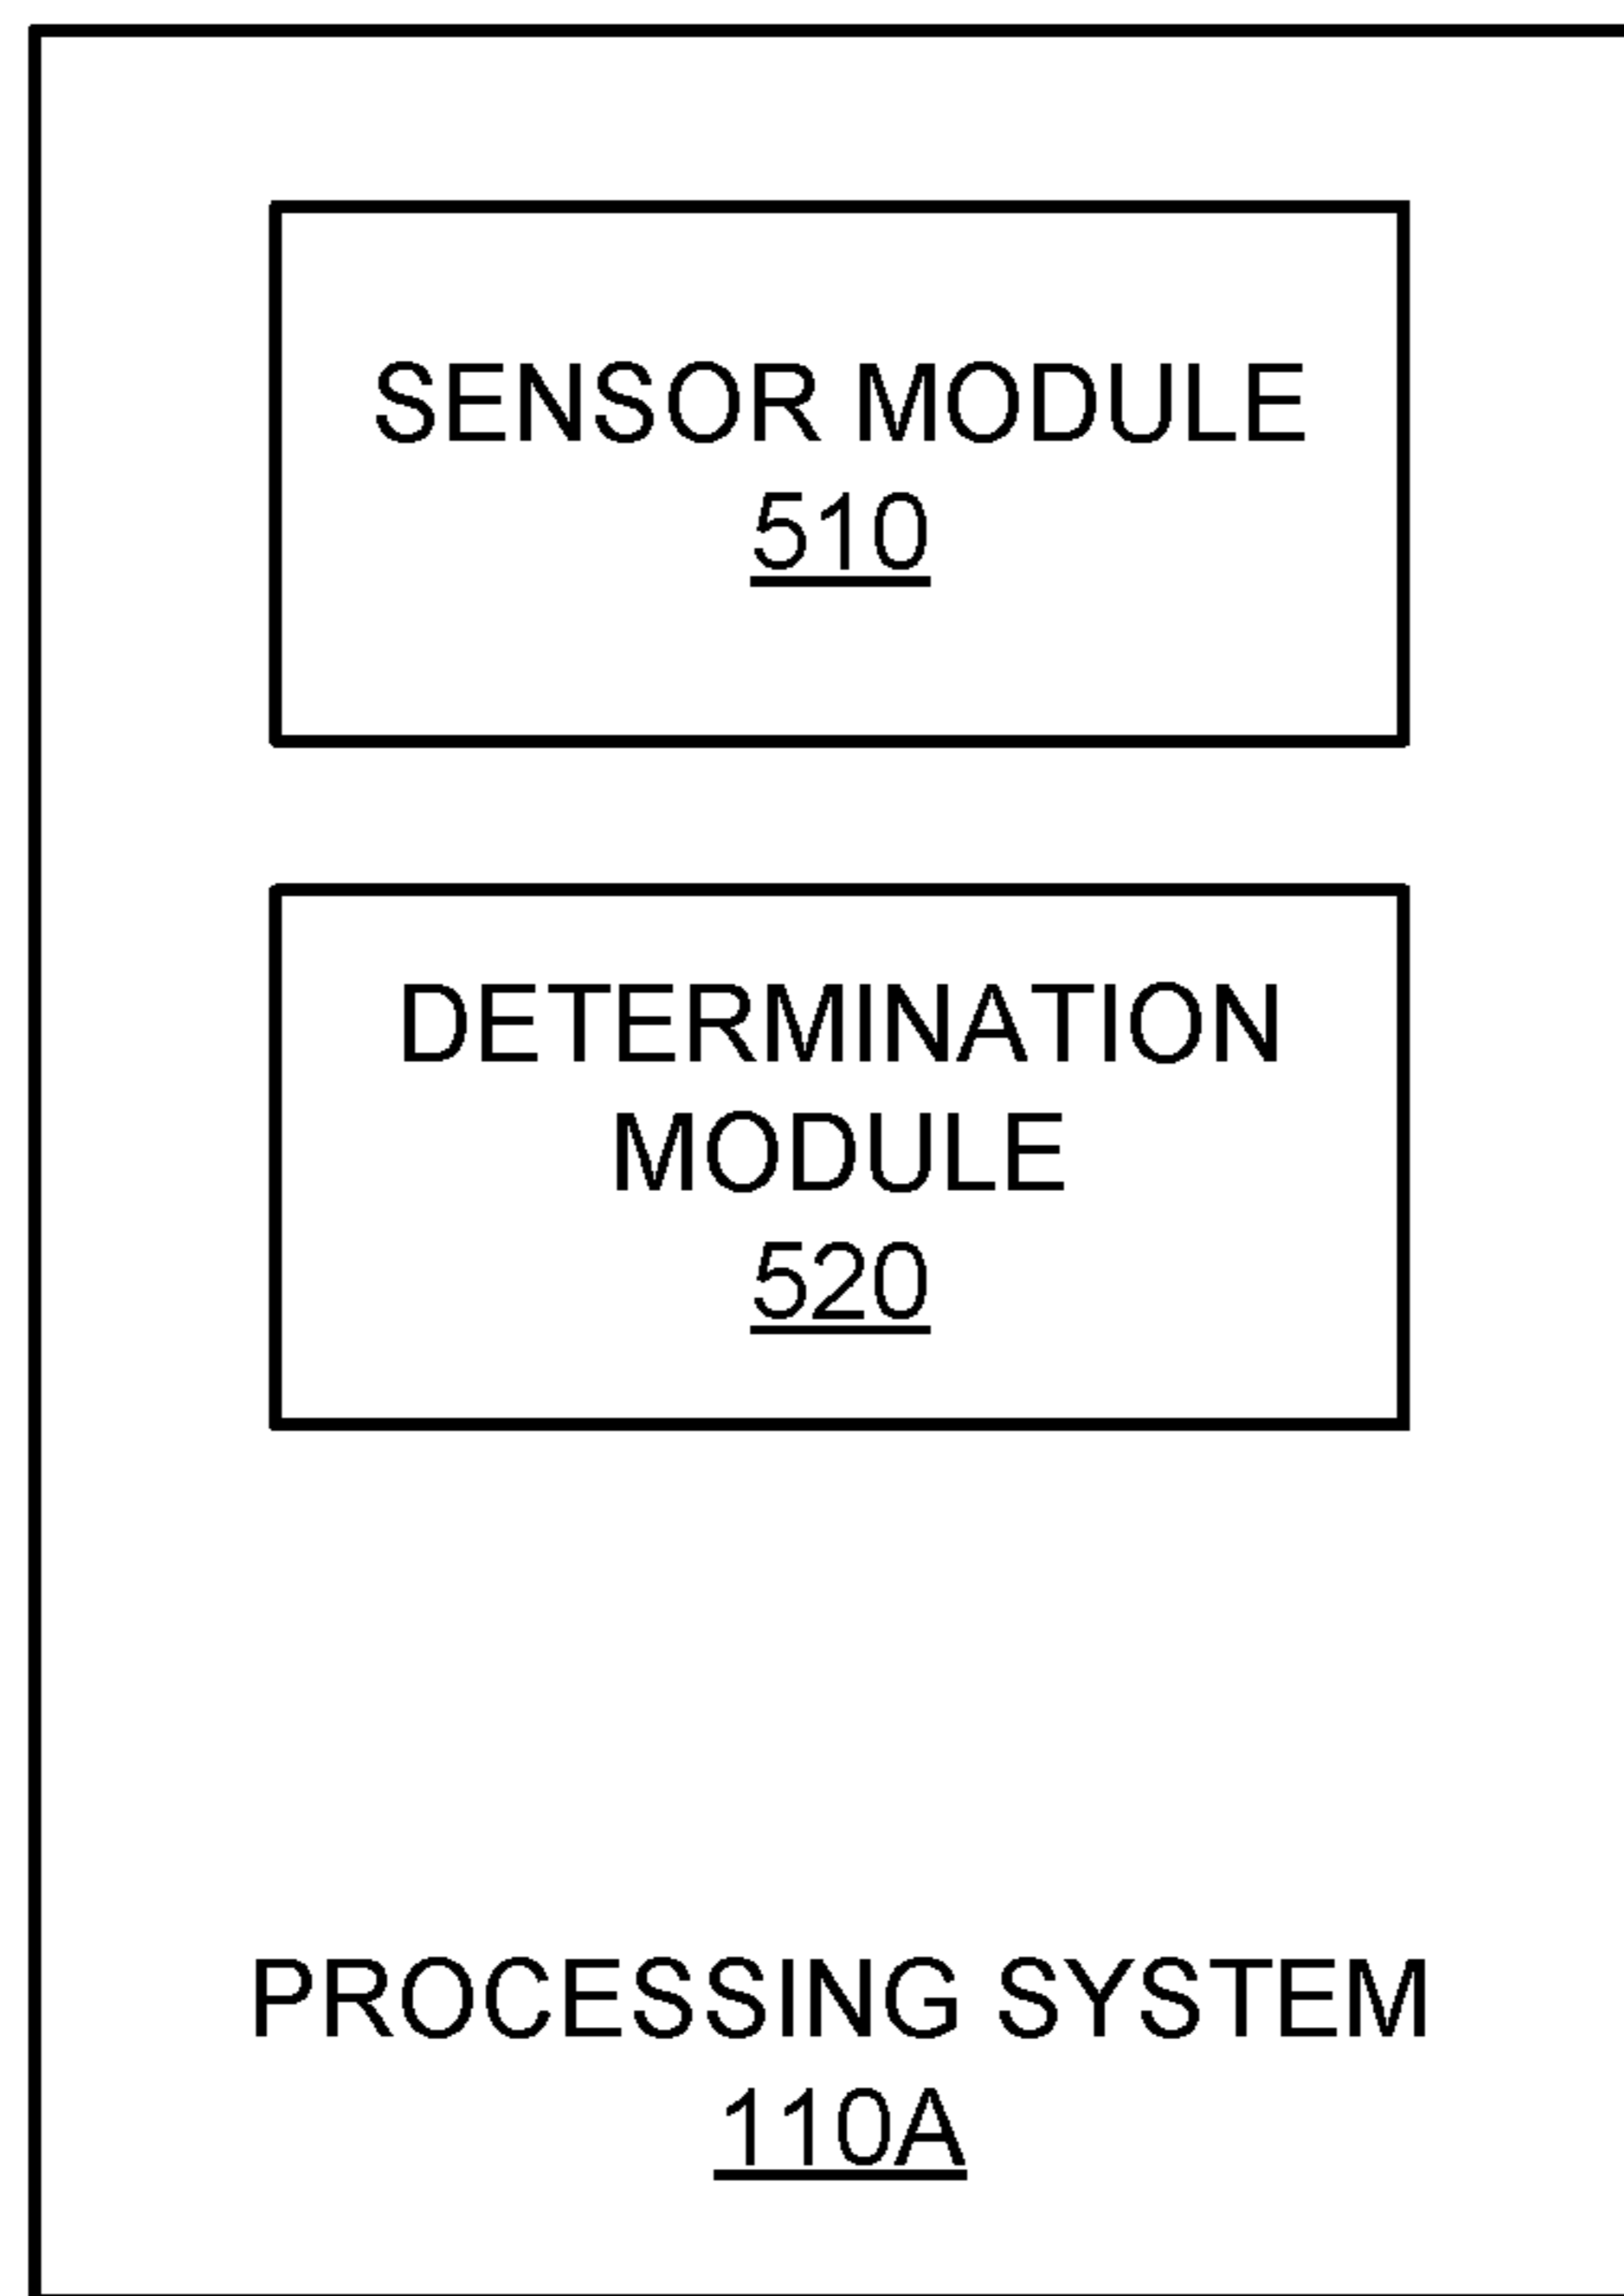 SENSOR MODULE
510
DETERMINATION
MODULE
520
PROCESSING SYSTEM
110A